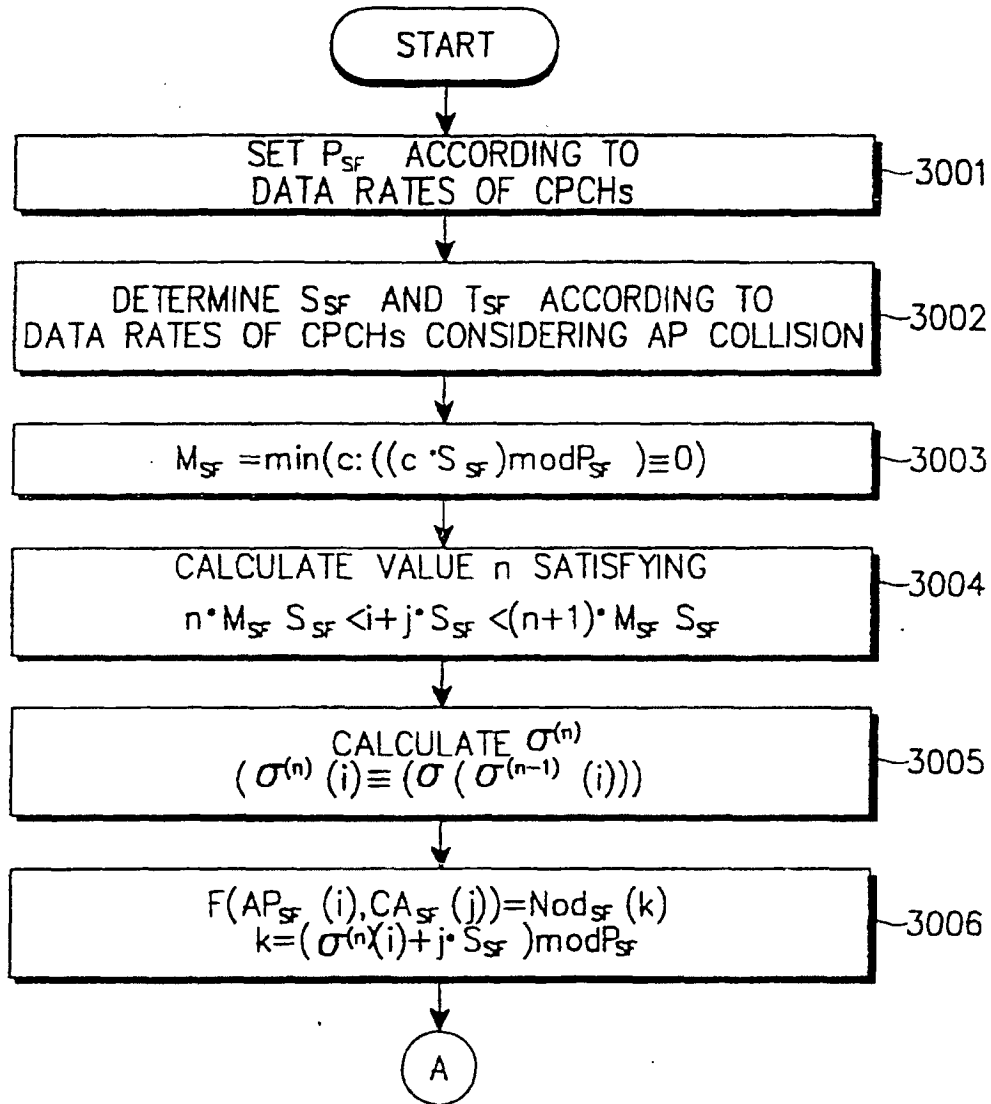 START
SET P_SF ACCORDING TO
DATA RATES OF CPCHs
3001
DETERMINE S_SF AND T_SF ACCORDING TO
DATA RATES OF CPCHs CONSIDERING AP COLLISION
3002
M_SF =min(c: ((c·S_SF)modP_SF )≡0)
3003
CALCULATE VALUE n SATISFYING
n·M_SF S_SF <i+j·S_SF <(n+1)·M_SF S_SF
3004
CALCULATE σ^(n)
(σ^(n) (i)≡(σ(σ^(n-1) (i)))
3005
F(AP_SF (i),CA_SF (j))=Nod_SF (k)
k=(σ^(n)(i)+j·S_SF )modP_SF
3006
A